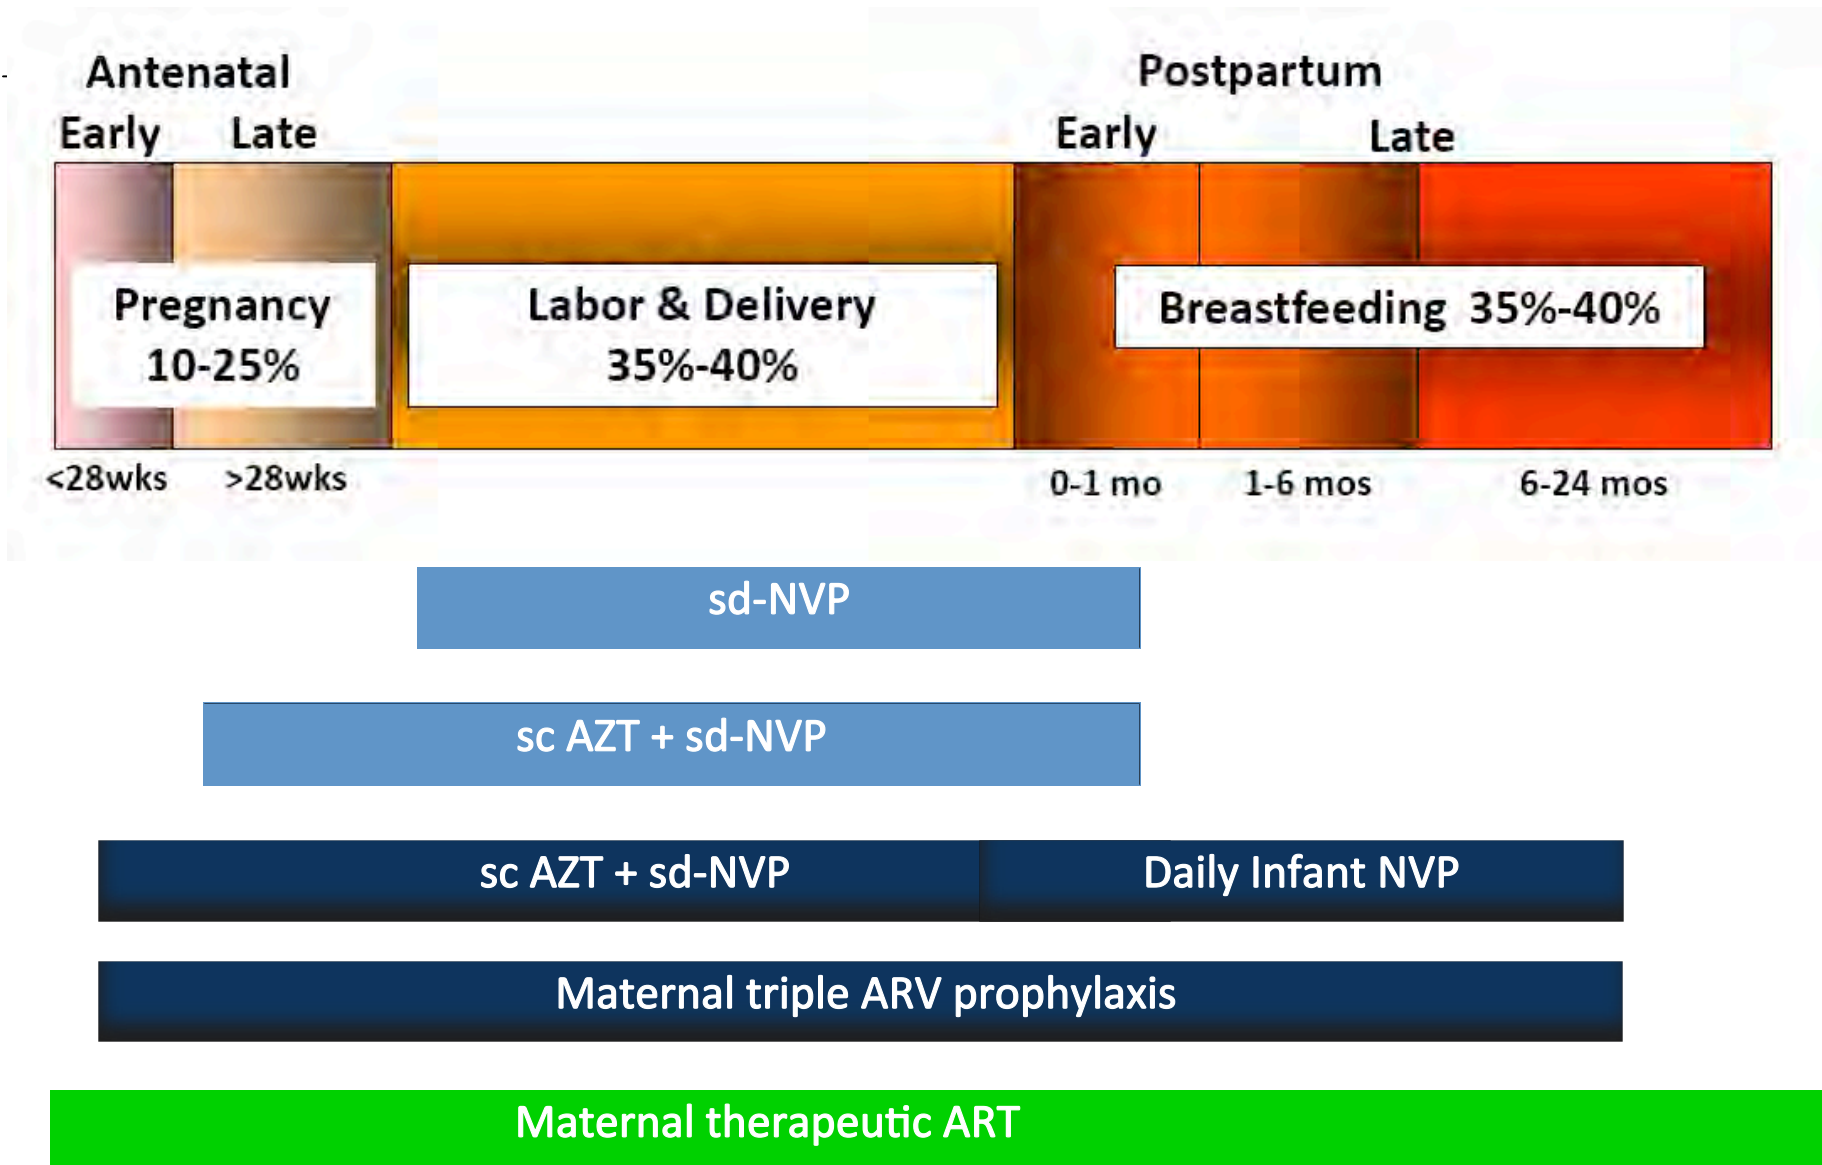 Antenatal
Postpartum
Early Late
Early Late
Pregnancy
10-25%
Labor & Delivery
35%-40%
Breastfeeding 35%-40%
<28wks >28wks
0-1 mo 1-6 mos 6-24 mos
sd-NVP
sc AZT + sd-NVP
sc AZT + sd-NVP
Daily Infant NVP
Maternal triple ARV prophylaxis
Maternal therapeutic ART